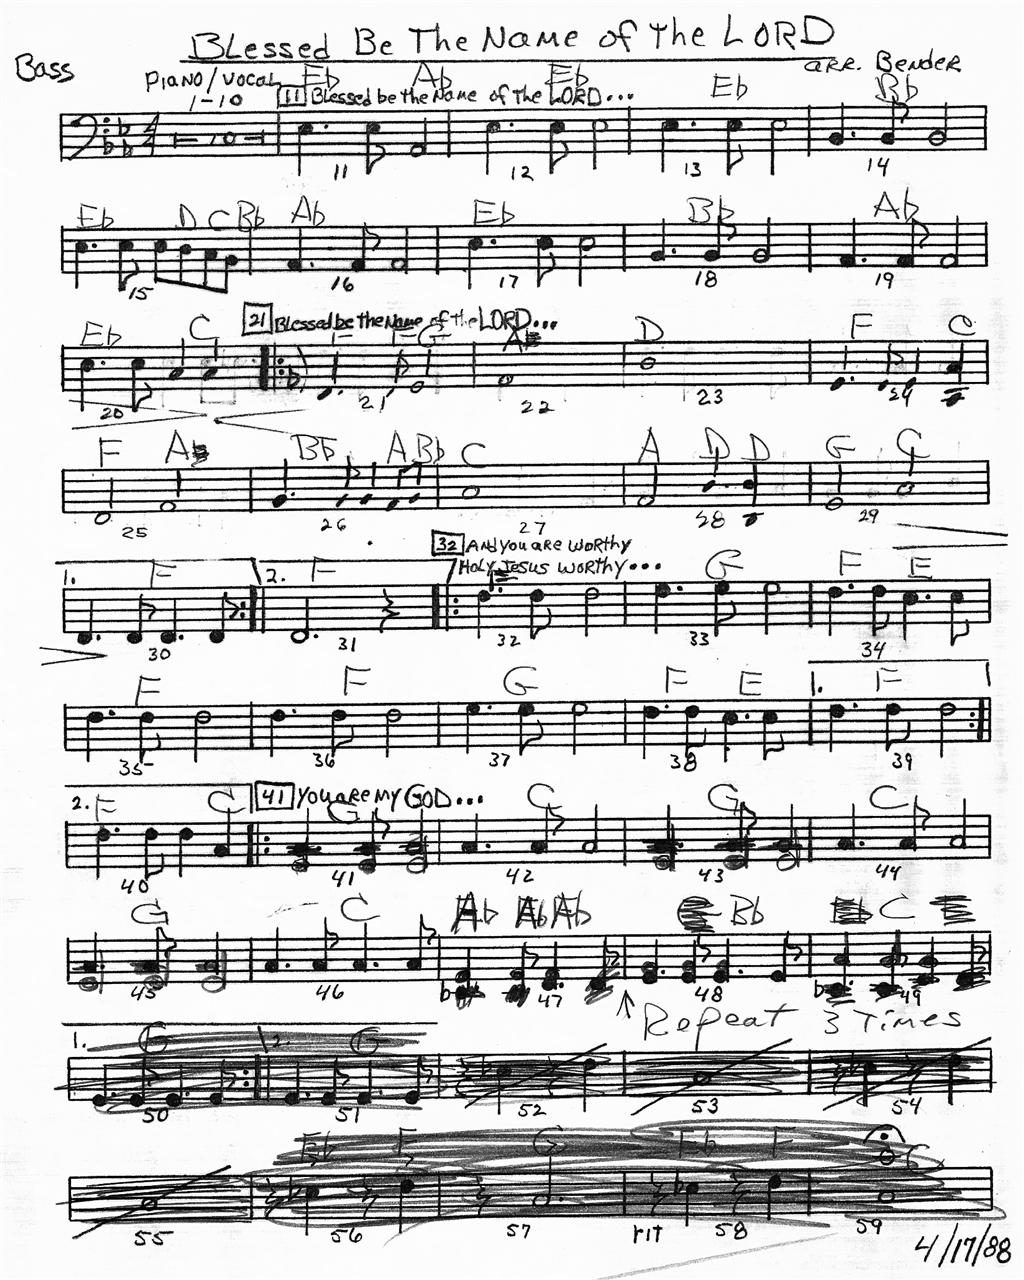 Blessed Be The Name of The LORD
Bass
arr. Bender
Piano/Vocal
1-10
Eb Ab Eb Eb Bb
11 Blessed be the Name of the LORD...
10
11 12 13 14
Eb D C Bb Ab Eb Bb Ab
15 16 17 18 19
21 Blessed be the Name of the LORD...
Eb C F F G A D F C
20 21 22 23 24
F A Bb A Bb C A D D G C
25 26 27 28 29
32 And you are worthy
Holy Jesus worthy...
1. F 2. F G F E
30 31 32 33 34
F F G F E 1. F
35 36 37 38 39
2. F C 41 You are my GOD...
G C G C
40 41 42 43 44
G C Ab Ab Ab Bb Eb C
45 46 47 48 49
↑ Repeat 3 Times
1. G 2. G
50 51 52 53 54
Eb F G Eb F C
55 56 57 rit 58 59
4/17/88